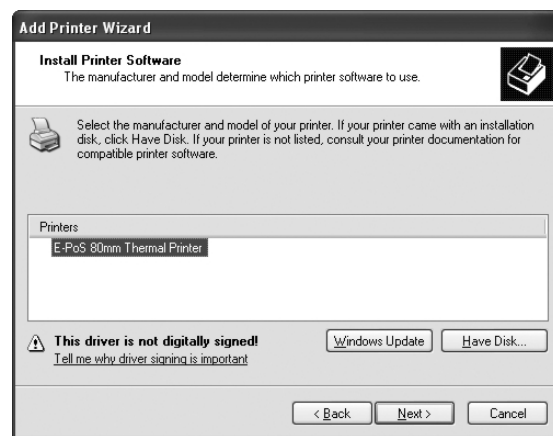 Add Printer Wizard
Install Printer Software
The manufacturer and model determine which printer software to use.
Select the manufacturer and model of your printer. If your printer came with an installation
disk, click Have Disk. If your printer is not listed, consult your printer documentation for
compatible printer software.
Printers
E-PoS 80mm Thermal Printer
This driver is not digitally signed!
Tell me why driver signing is important
Windows Update
Have Disk...
< Back
Next >
Cancel